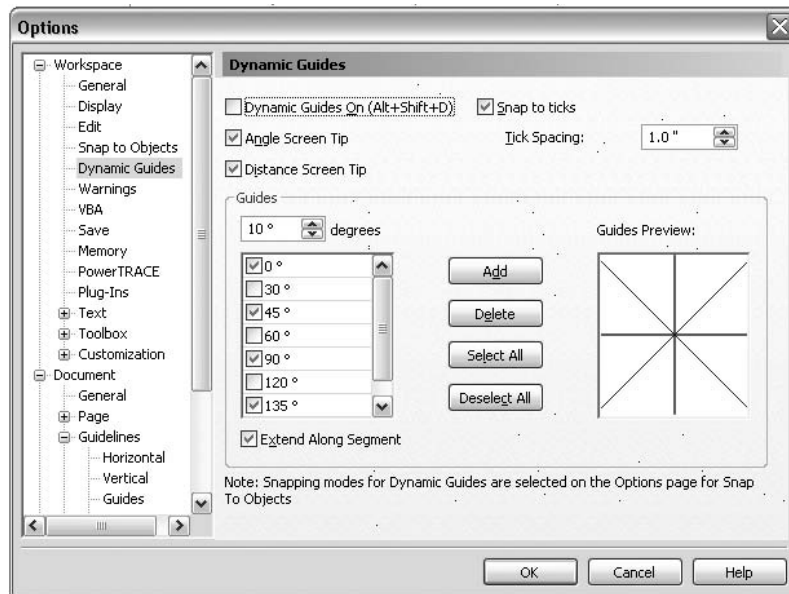 Options
Workspace
General
Display
Edit
Snap to Objects
Dynamic Guides
Warnings
VBA
Save
Memory
PowerTRACE
Plug-Ins
Text
Toolbox
Customization
Document
General
Page
Guidelines
Horizontal
Vertical
Guides
Dynamic Guides
Dynamic Guides On (Alt+Shift+D)
Snap to ticks
Angle Screen Tip
Tick Spacing:
1.0 "
Distance Screen Tip
Guides
10 °
degrees
Guides Preview:
0 °
30 °
45 °
60 °
90 °
120 °
135 °
Add
Delete
Select All
Deselect All
Extend Along Segment
Note: Snapping modes for Dynamic Guides are selected on the Options page for Snap
To Objects
OK
Cancel
Help